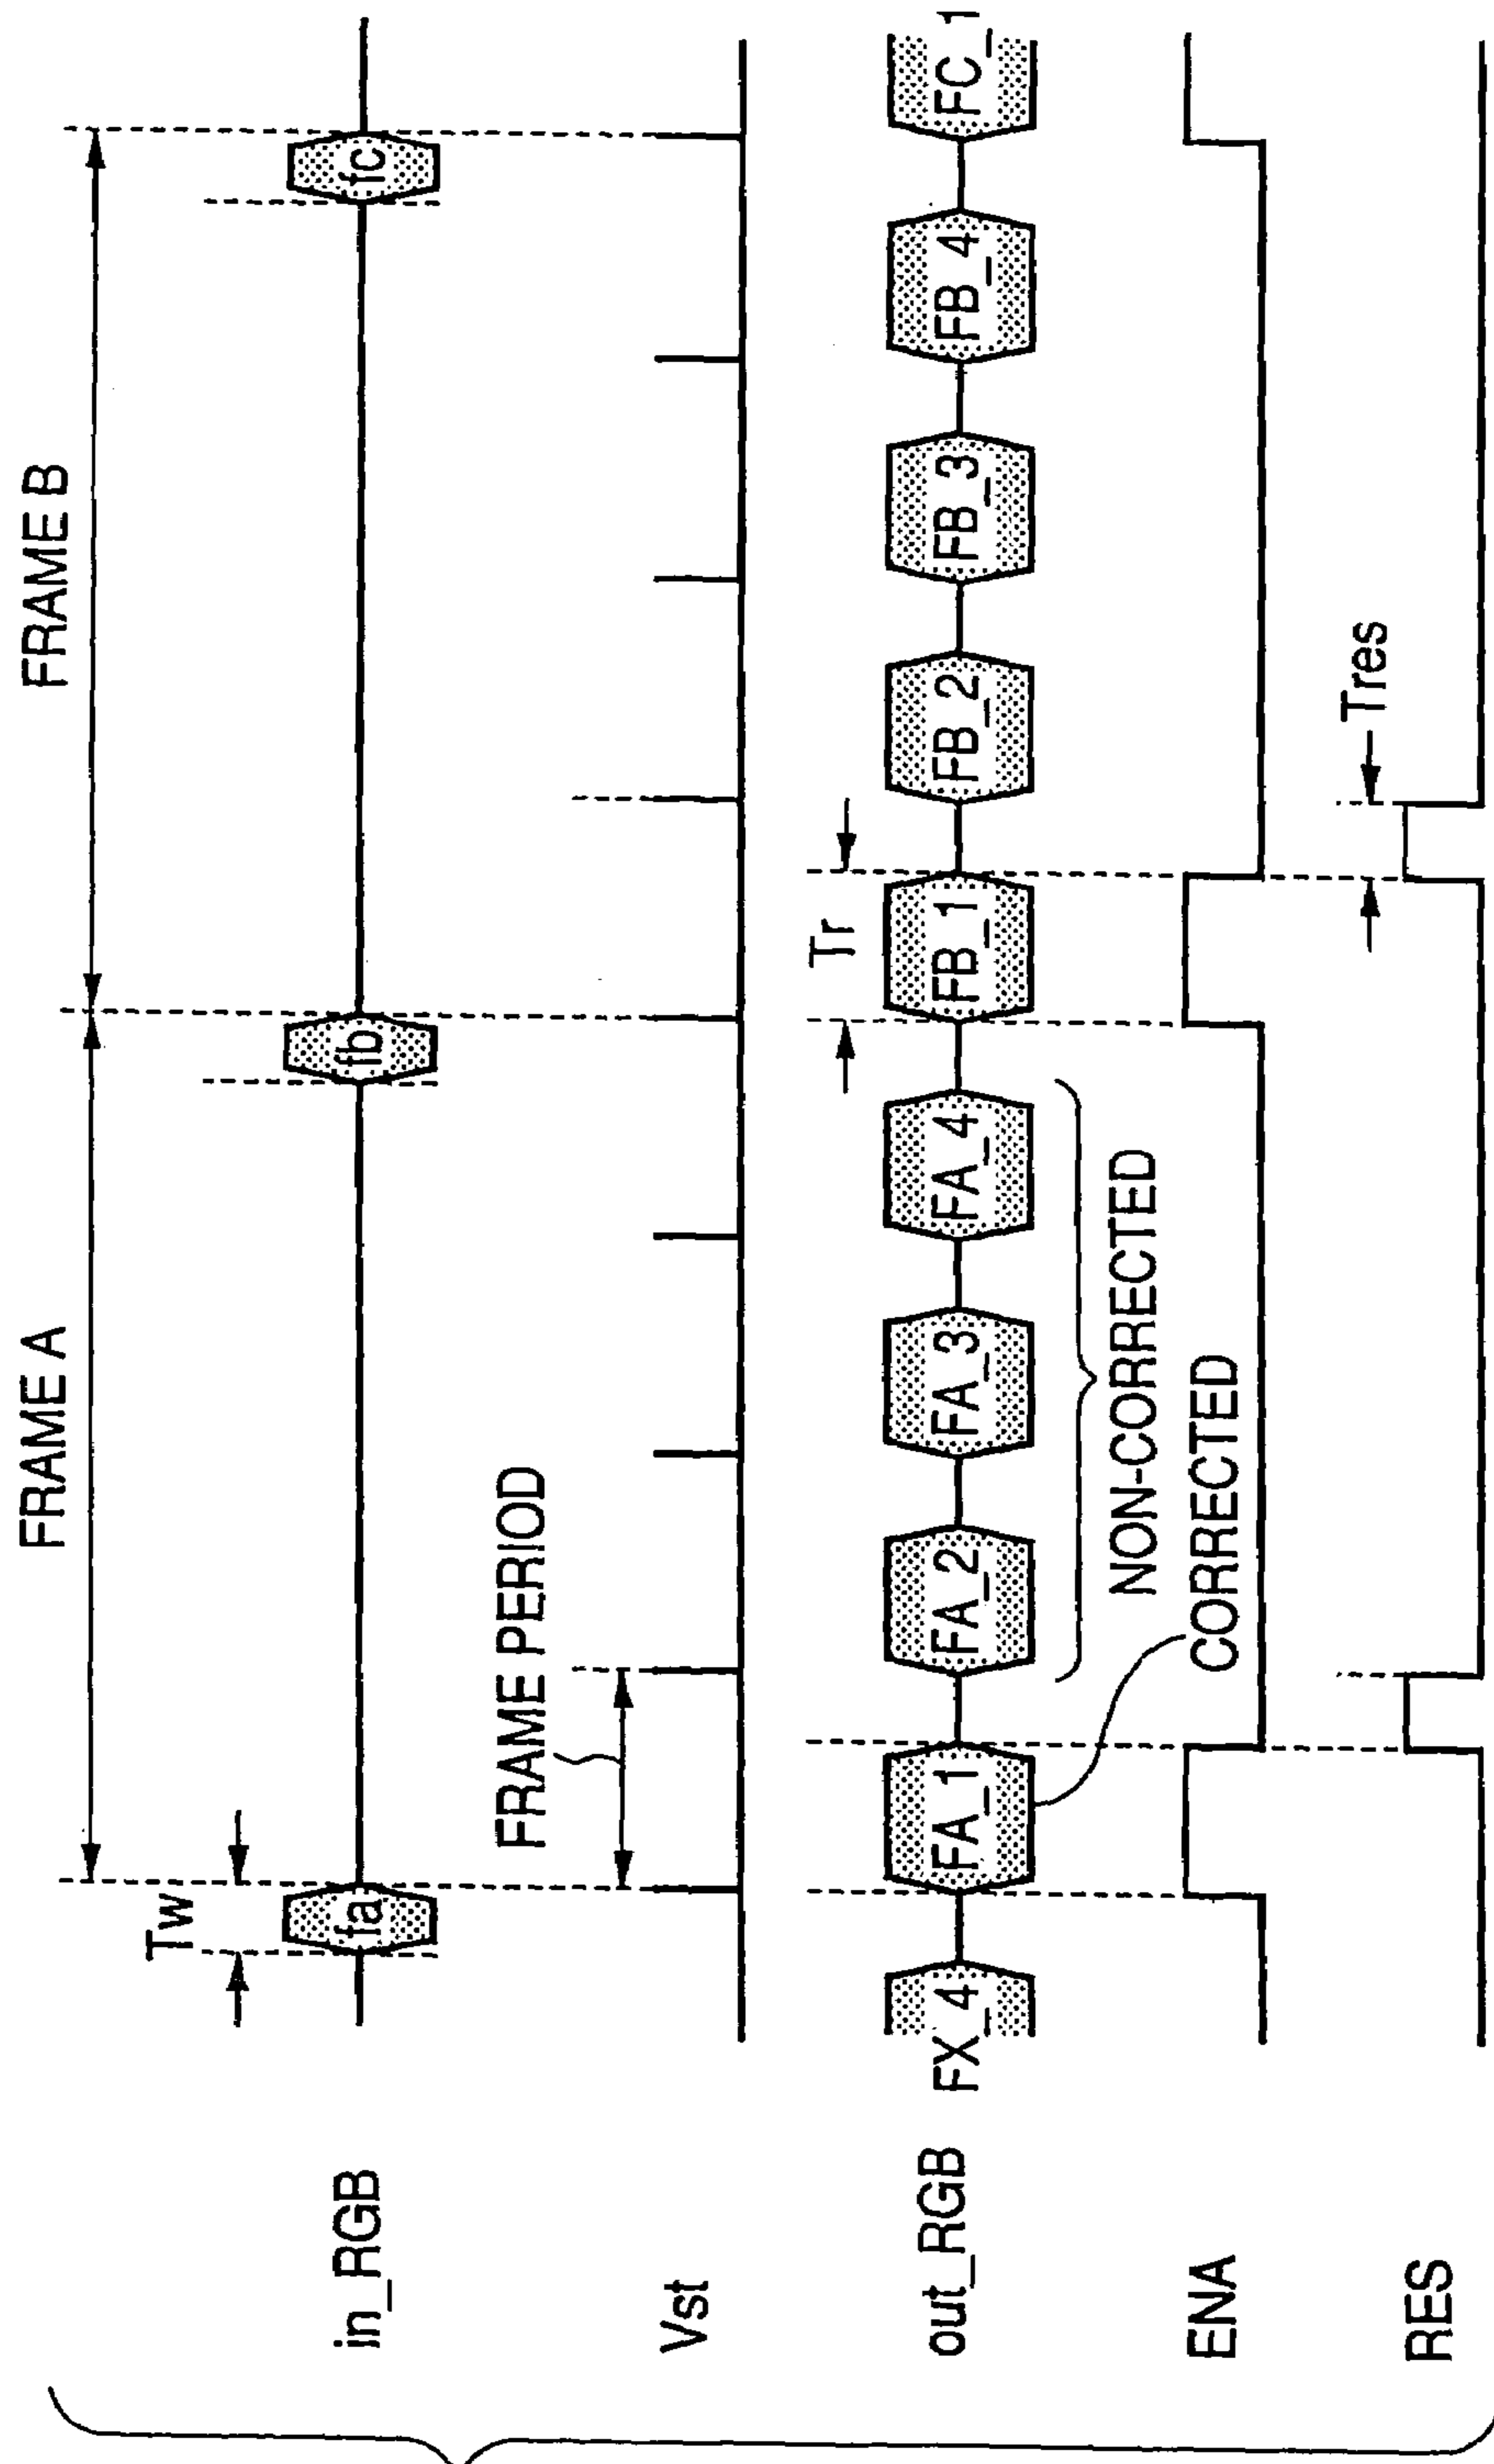 FRAME A
FRAME B
Tw
in_RGB
fa
fb
fc
FRAME PERIOD
Vst
Tr
out_RGB
FX_4
FA_1
FA_2
FA_3
FA_4
FB_1
FB_2
FB_3
FB_4
FC_1
NON-CORRECTED
CORRECTED
ENA
Tres
RES